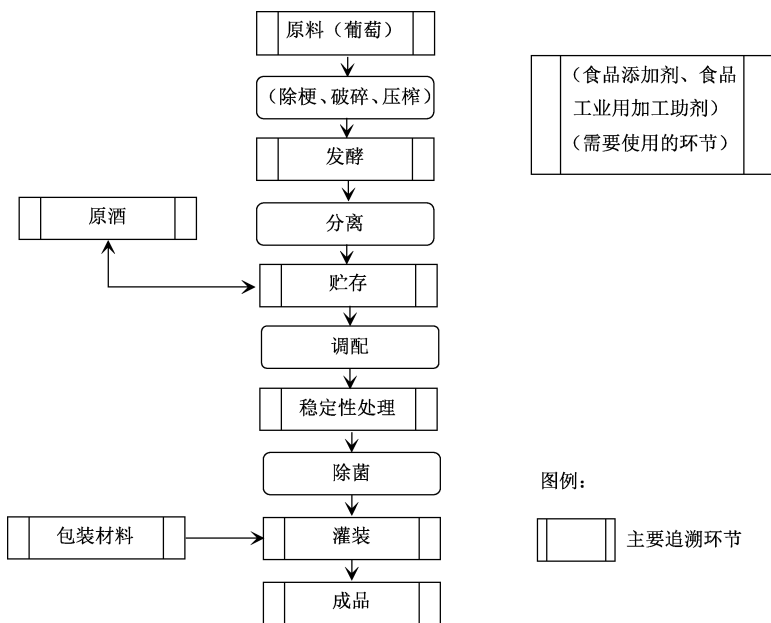 原料（葡萄）
（除梗、破碎、压榨）
发酵
分离
原酒
贮存
调配
稳定性处理
除菌
包装材料
灌装
成品
（食品添加剂、食品
工业用加工助剂）
（需要使用的环节）
图例：
主要追溯环节